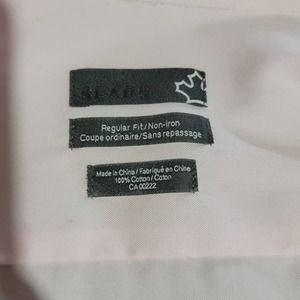 SEARS
Regular Fit/Non-Iron
Coupe ordinaire/Sans repassage
Made in China / Fabriqué en Chine
100% Cotton / Coton
CA 00222